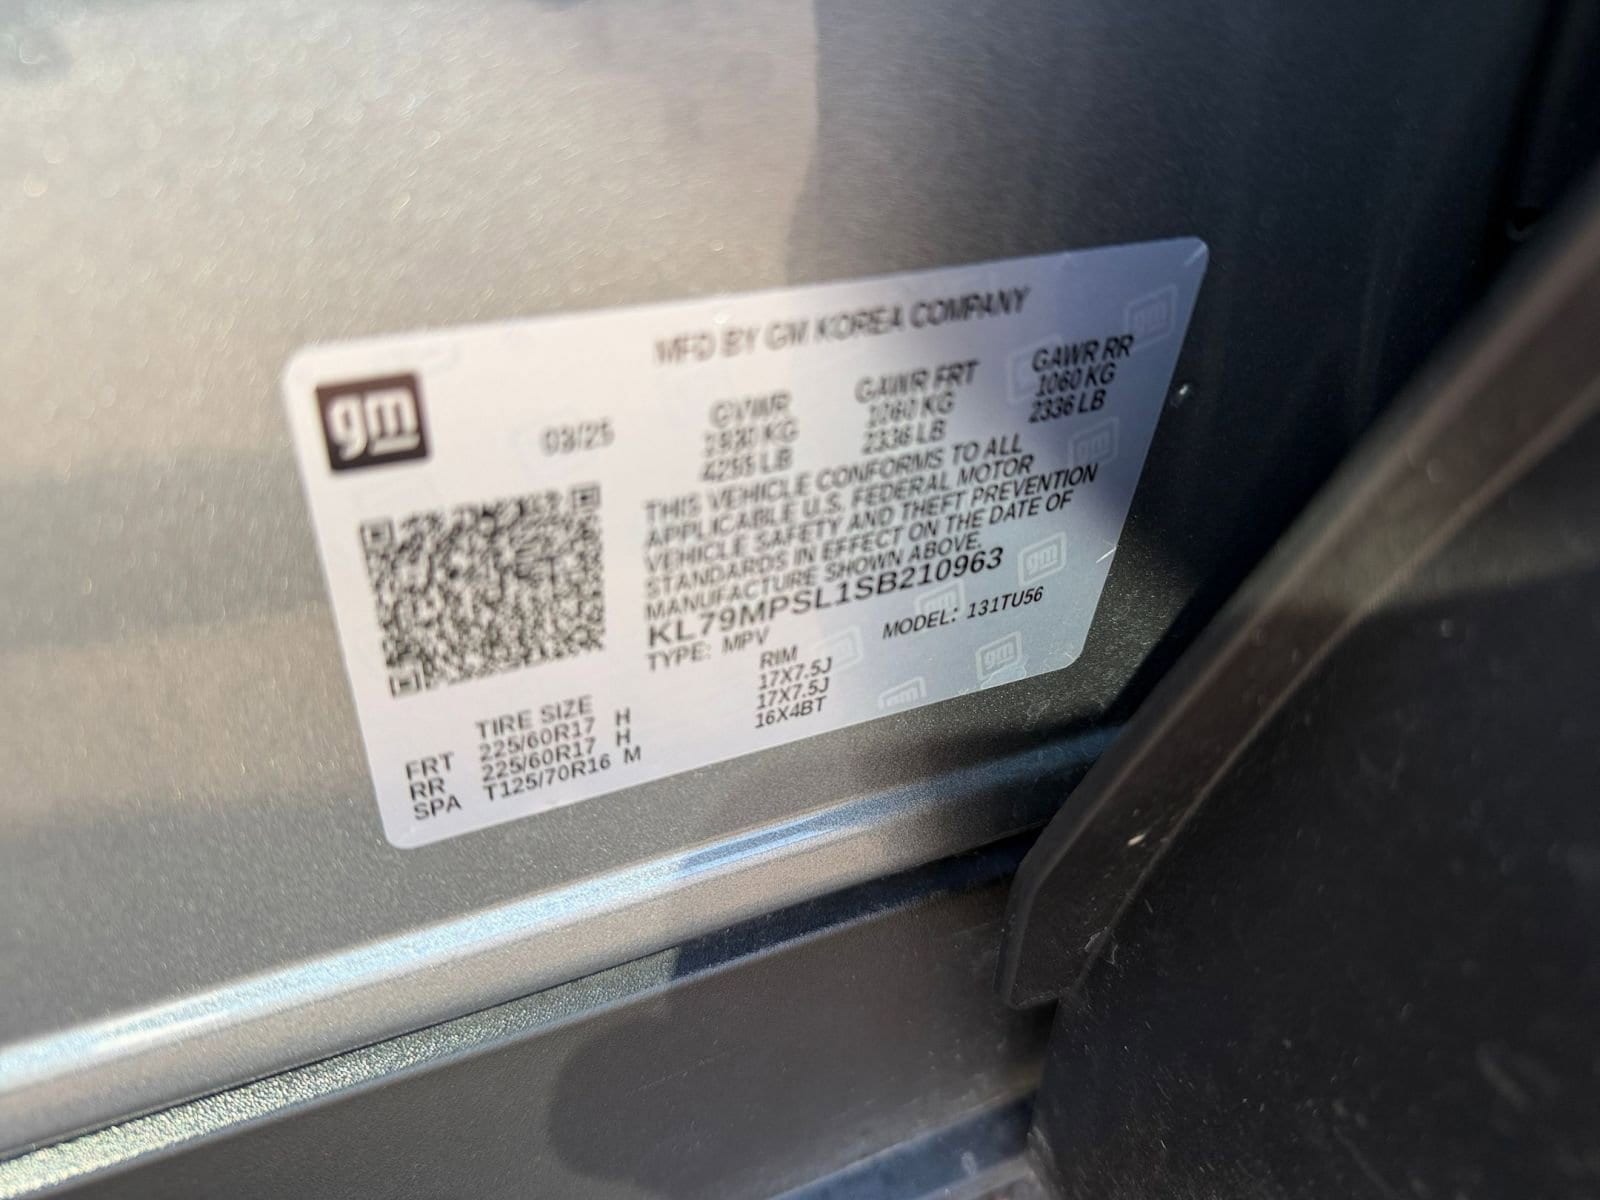 MFD BY GM KOREA COMPANY
gm
03/25
GVWR
1930 KG
4255 LB
GAWR FRT
1060 KG
2336 LB
GAWR RR
1060 KG
2336 LB
THIS VEHICLE CONFORMS TO ALL
APPLICABLE U.S. FEDERAL MOTOR
VEHICLE SAFETY AND THEFT PREVENTION
STANDARDS IN EFFECT ON THE DATE OF
MANUFACTURE SHOWN ABOVE.
KL79MPSL1SB210963
TYPE: MPV MODEL: 131TU56
TIRE SIZE RIM
FRT 225/60R17 H 17X7.5J
RR 225/60R17 H 17X7.5J
SPA T125/70R16 M 16X4BT